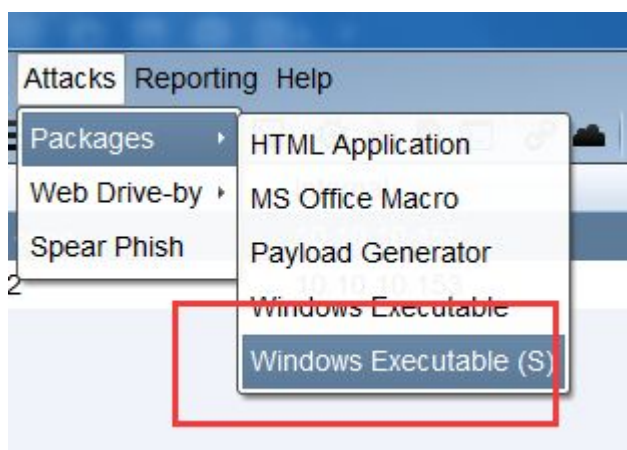 Attacks Reporting Help
Packages
Web Drive-by
Spear Phish
HTML Application
MS Office Macro
Payload Generator
Windows Executable
Windows Executable (S)
2
10.10.10.153